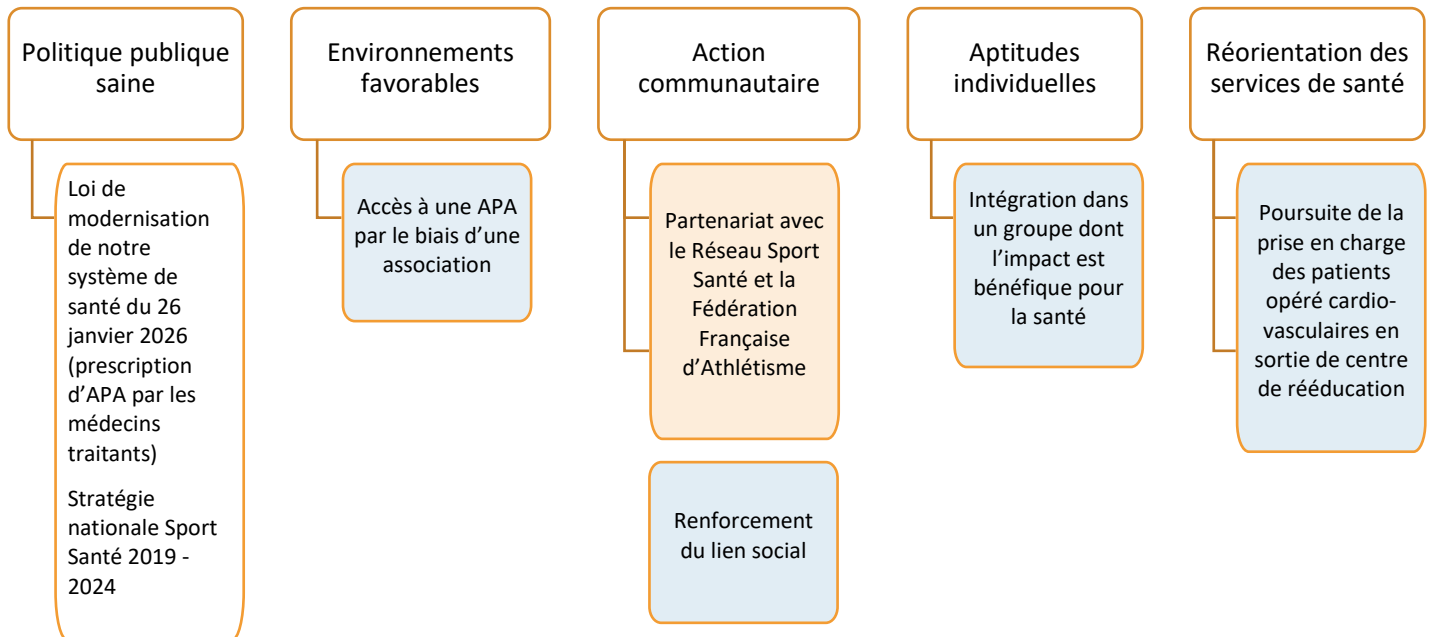 Politique publique
saine
Loi de
modernisation
de notre
système de
santé du 26
janvier 2026
(prescription
d’APA par les
médecins
traitants)
Stratégie
nationale Sport
Santé 2019 -
2024
Environnements
favorables
Accès à une APA
par le biais d’une
association
Action
communautaire
Partenariat avec
le Réseau Sport
Santé et la
Fédération
Française
d’Athlétisme
Renforcement
du lien social
Aptitudes
individuelles
Intégration dans
un groupe dont
l’impact est
bénéfique pour
la santé
Réorientation des
services de santé
Poursuite de la
prise en charge
des patients
opéré cardio-
vasculaires en
sortie de centre
de rééducation